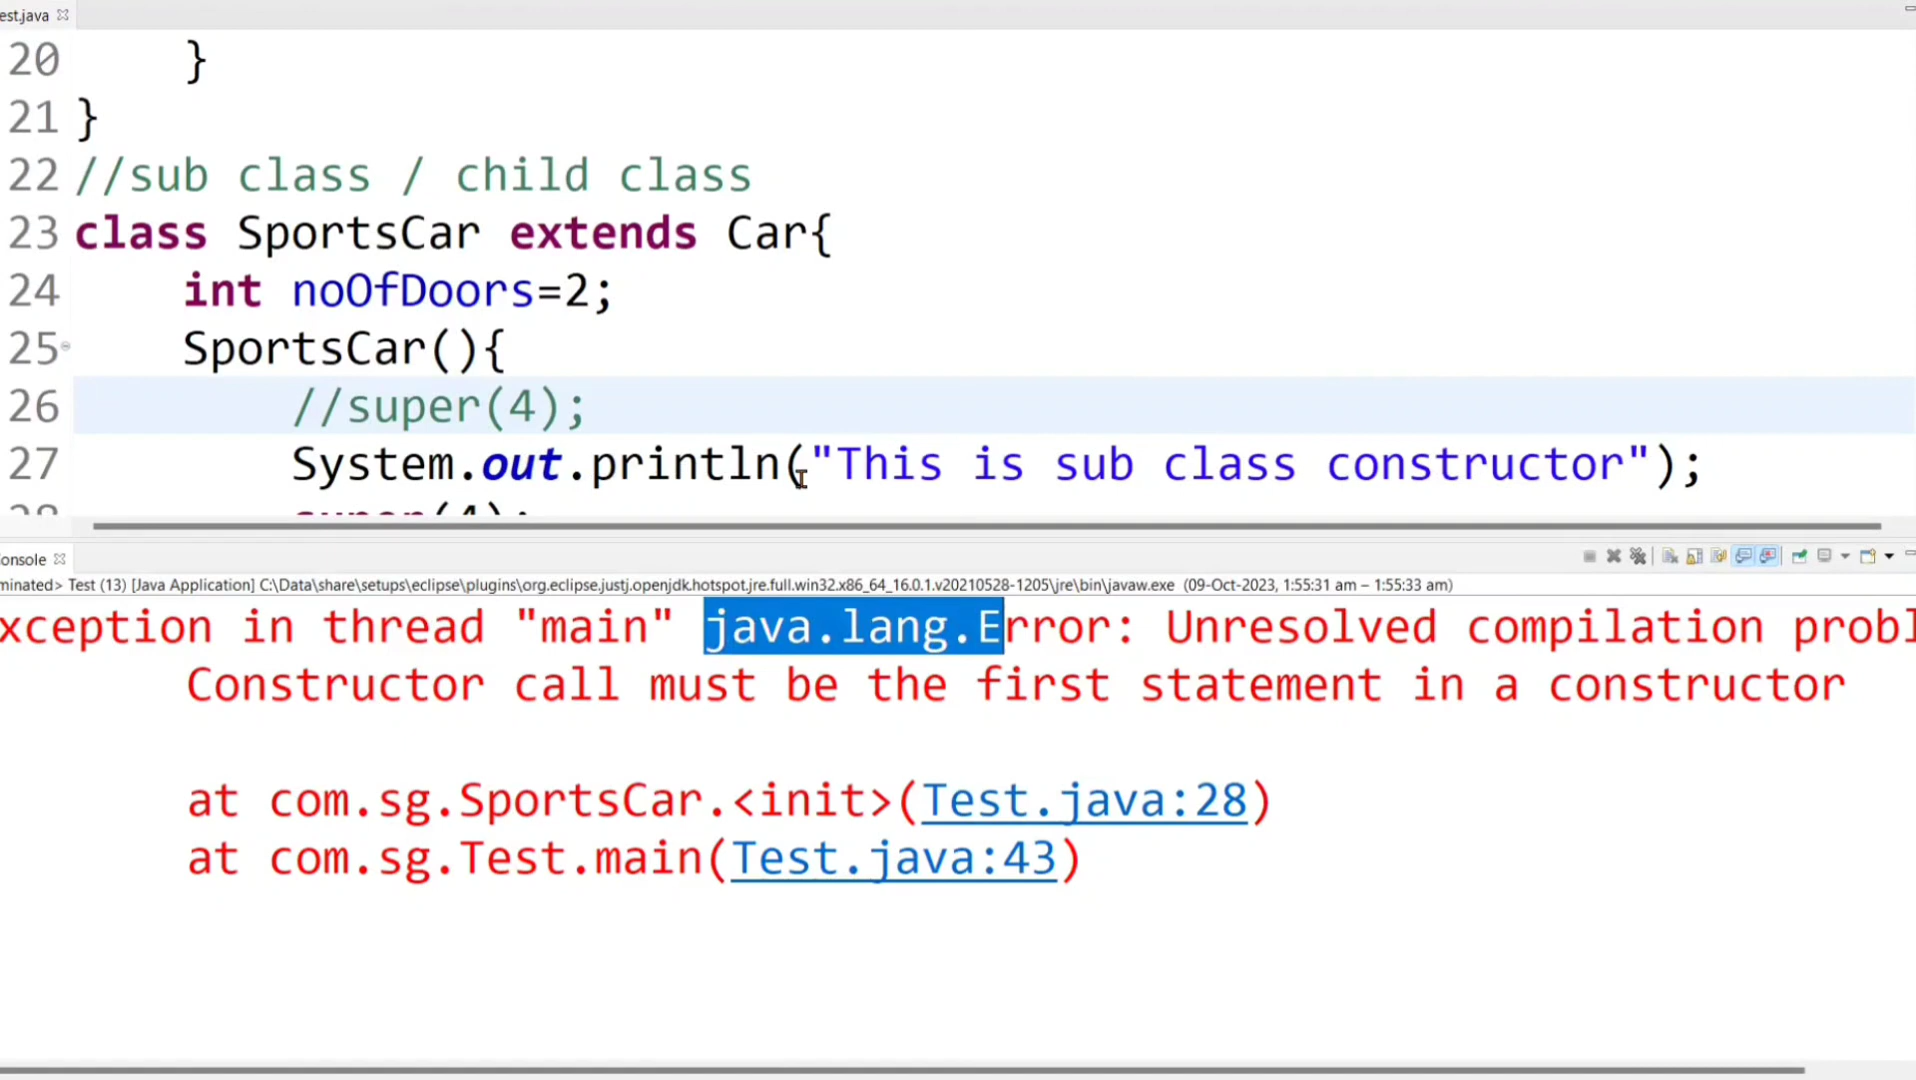 est.java
20 }
21 }
22 //sub class / child class
23 class SportsCar extends Car{
24 int noOfDoors=2;
25 SportsCar(){
26 //super(4);
27 System.out.println("This is sub class constructor");
28 super(4);
onsole
minated> Test (13) [Java Application] C:\Data\share\setups\eclipse\plugins\org.eclipse.justj.openjdk.hotspot.jre.full.win32.x86_64_16.0.1.v20210528-1205\jre\bin\javaw.exe (09-Oct-2023, 1:55:31 am – 1:55:33 am)
xception in thread "main" java.lang.Error: Unresolved compilation probl
Constructor call must be the first statement in a constructor
at com.sg.SportsCar.<init>(Test.java:28)
at com.sg.Test.main(Test.java:43)